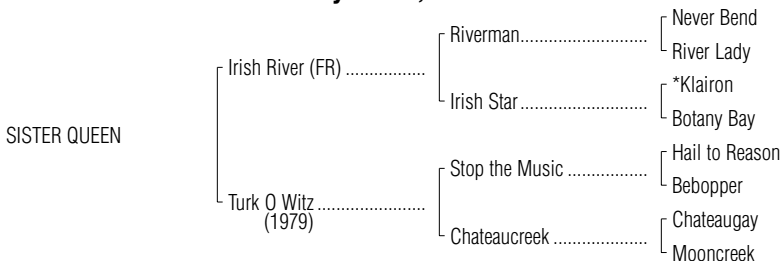 Never Bend
Riverman
River Lady
Irish River (FR)
*Klairon
Irish Star
Botany Bay
SISTER QUEEN
Hail to Reason
Stop the Music
Bebopper
Turk O Witz
(1979)
Chateaugay
Chateaucreek
Mooncreek